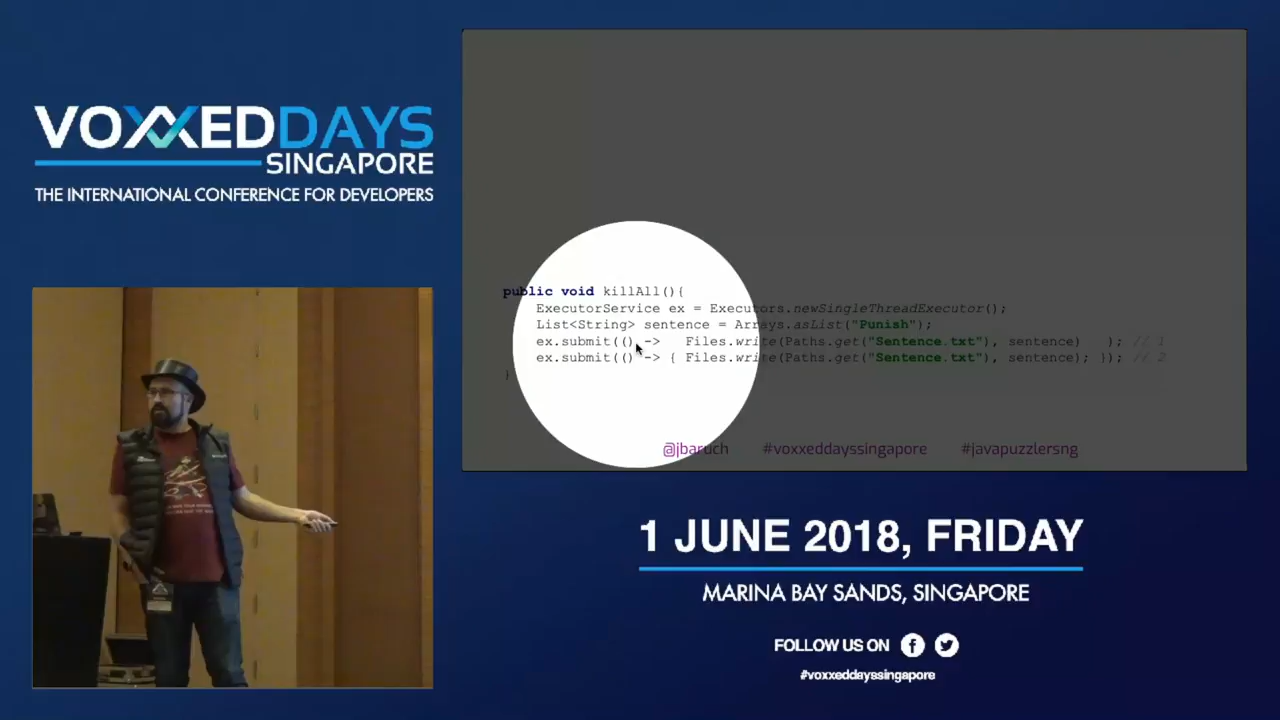 VOXXEDDAYS
SINGAPORE
THE INTERNATIONAL CONFERENCE FOR DEVELOPERS
public void killAll(){
ExecutorService ex = Executors.newSingleThreadExecutor();
List<String> sentence = Arrays.asList("Punish");
ex.submit(() -> Files.write(Paths.get("Sentence.txt"), sentence) ); // 1
ex.submit(() -> { Files.write(Paths.get("Sentence.txt"), sentence); }); // 2
}
@jbaruch #voxxeddayssingapore #javapuzzlersng
1 JUNE 2018, FRIDAY
MARINA BAY SANDS, SINGAPORE
FOLLOW US ON
#voxxeddayssingapore